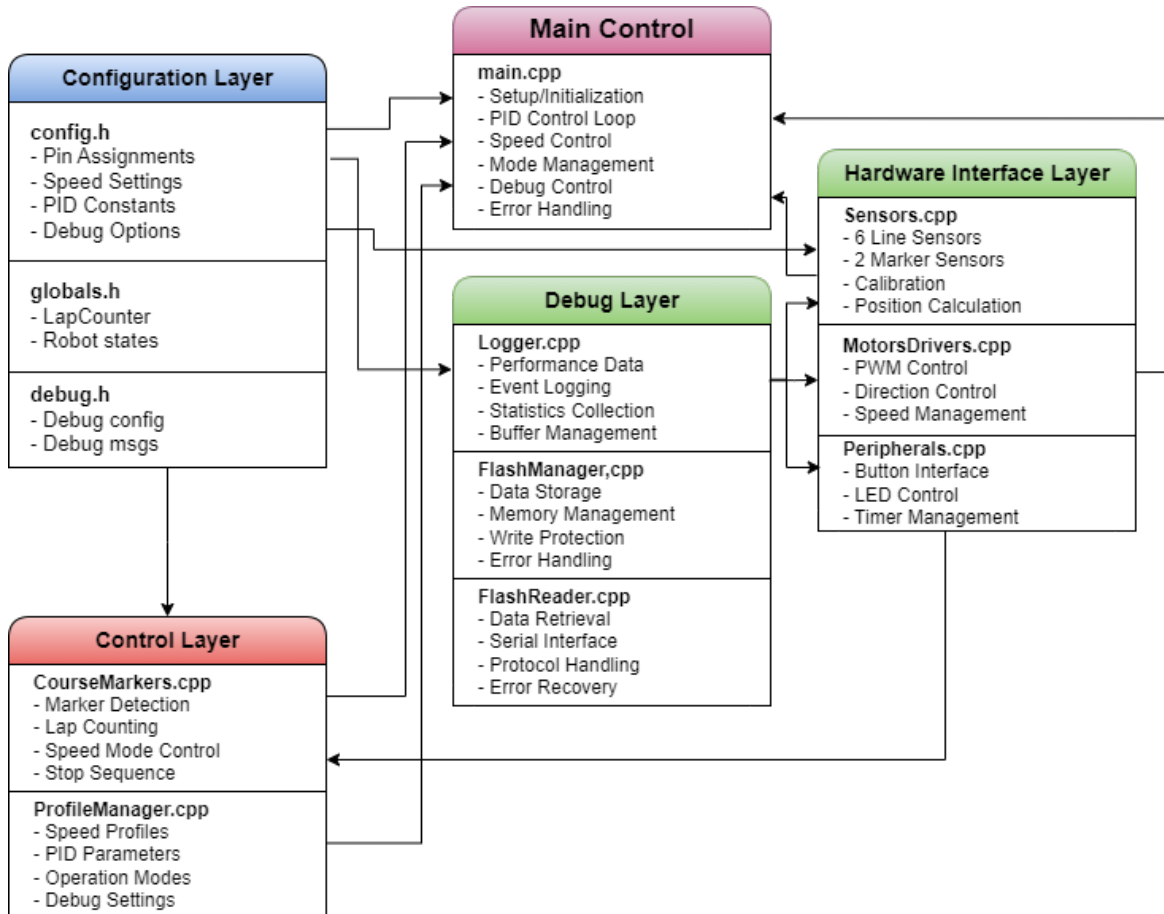 Main Control
main.cpp
- Setup/Initialization
- PID Control Loop
- Speed Control
- Mode Management
- Debug Control
- Error Handling
Configuration Layer
config.h
- Pin Assignments
- Speed Settings
- PID Constants
- Debug Options
globals.h
- LapCounter
- Robot states
debug.h
- Debug config
- Debug msgs
Hardware Interface Layer
Sensors.cpp
- 6 Line Sensors
- 2 Marker Sensors
- Calibration
- Position Calculation
MotorsDrivers.cpp
- PWM Control
- Direction Control
- Speed Management
Peripherals.cpp
- Button Interface
- LED Control
- Timer Management
Debug Layer
Logger.cpp
- Performance Data
- Event Logging
- Statistics Collection
- Buffer Management
FlashManager,cpp
- Data Storage
- Memory Management
- Write Protection
- Error Handling
FlashReader.cpp
- Data Retrieval
- Serial Interface
- Protocol Handling
- Error Recovery
Control Layer
CourseMarkers.cpp
- Marker Detection
- Lap Counting
- Speed Mode Control
- Stop Sequence
ProfileManager.cpp
- Speed Profiles
- PID Parameters
- Operation Modes
- Debug Settings